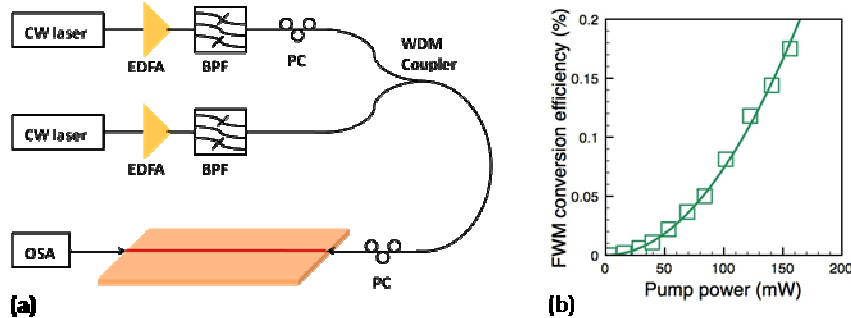 CW laser
EDFA
BPF
PC
WDM
Coupler
CW laser
EDFA
BPF
OSA
PC
(a)
FWM conversion efficiency (%)
0.2
0.15
0.1
0.05
0
0
50
100
150
200
Pump power (mW)
(b)